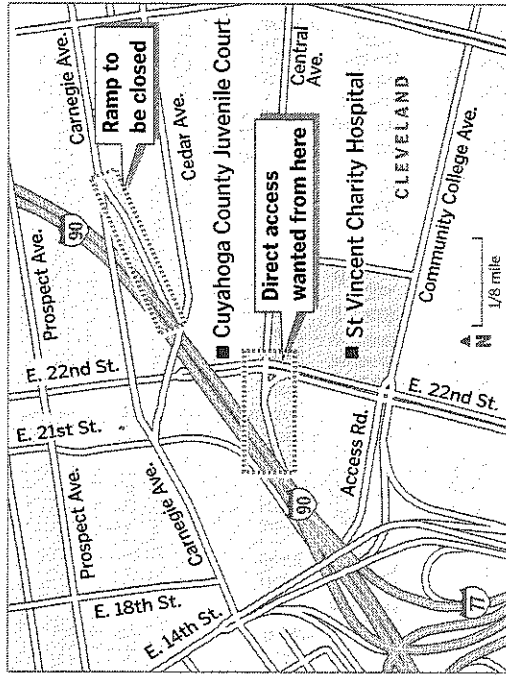 Prospect Ave.
90
Carnegie Ave.
Ramp to
be closed
E. 22nd St.
Cedar Ave.
E. 21st St.
Cuyahoga County Juvenile Court
Prospect Ave.
Carnegie Ave.
Direct access
wanted from here
Central
Ave.
E. 18th St.
90
St Vincent Charity Hospital
E. 14th St.
Access Rd.
CLEVELAND
E. 22nd St.
Community College Ave.
77
N
1/8 mile